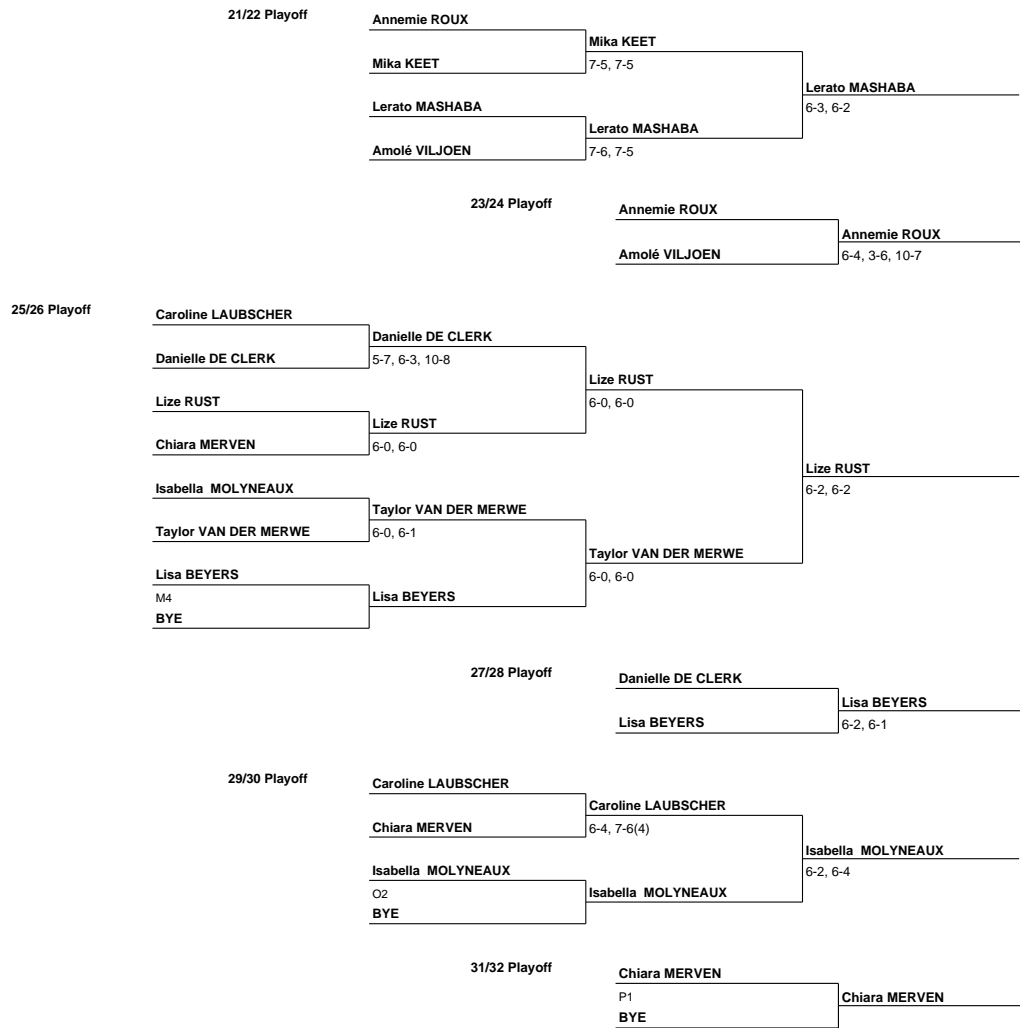 21/22 Playoff
Annemie ROUX
Mika KEET
Mika KEET
7-5, 7-5
Lerato MASHABA
Lerato MASHABA
6-3, 6-2
Lerato MASHABA
Amolé VILJOEN
7-6, 7-5
23/24 Playoff
Annemie ROUX
Annemie ROUX
Amolé VILJOEN
6-4, 3-6, 10-7
25/26 Playoff
Caroline LAUBSCHER
Danielle DE CLERK
Danielle DE CLERK
5-7, 6-3, 10-8
Lize RUST
Lize RUST
6-0, 6-0
Lize RUST
Chiara MERVEN
6-0, 6-0
Lize RUST
6-2, 6-2
Isabella  MOLYNEAUX
Taylor VAN DER MERWE
Taylor VAN DER MERWE
6-0, 6-1
Taylor VAN DER MERWE
6-0, 6-0
Lisa BEYERS
M4
Lisa BEYERS
BYE
27/28 Playoff
Danielle DE CLERK
Lisa BEYERS
Lisa BEYERS
6-2, 6-1
29/30 Playoff
Caroline LAUBSCHER
Caroline LAUBSCHER
Chiara MERVEN
6-4, 7-6(4)
Isabella  MOLYNEAUX
6-2, 6-4
Isabella  MOLYNEAUX
O2
Isabella  MOLYNEAUX
BYE
31/32 Playoff
Chiara MERVEN
P1
Chiara MERVEN
BYE